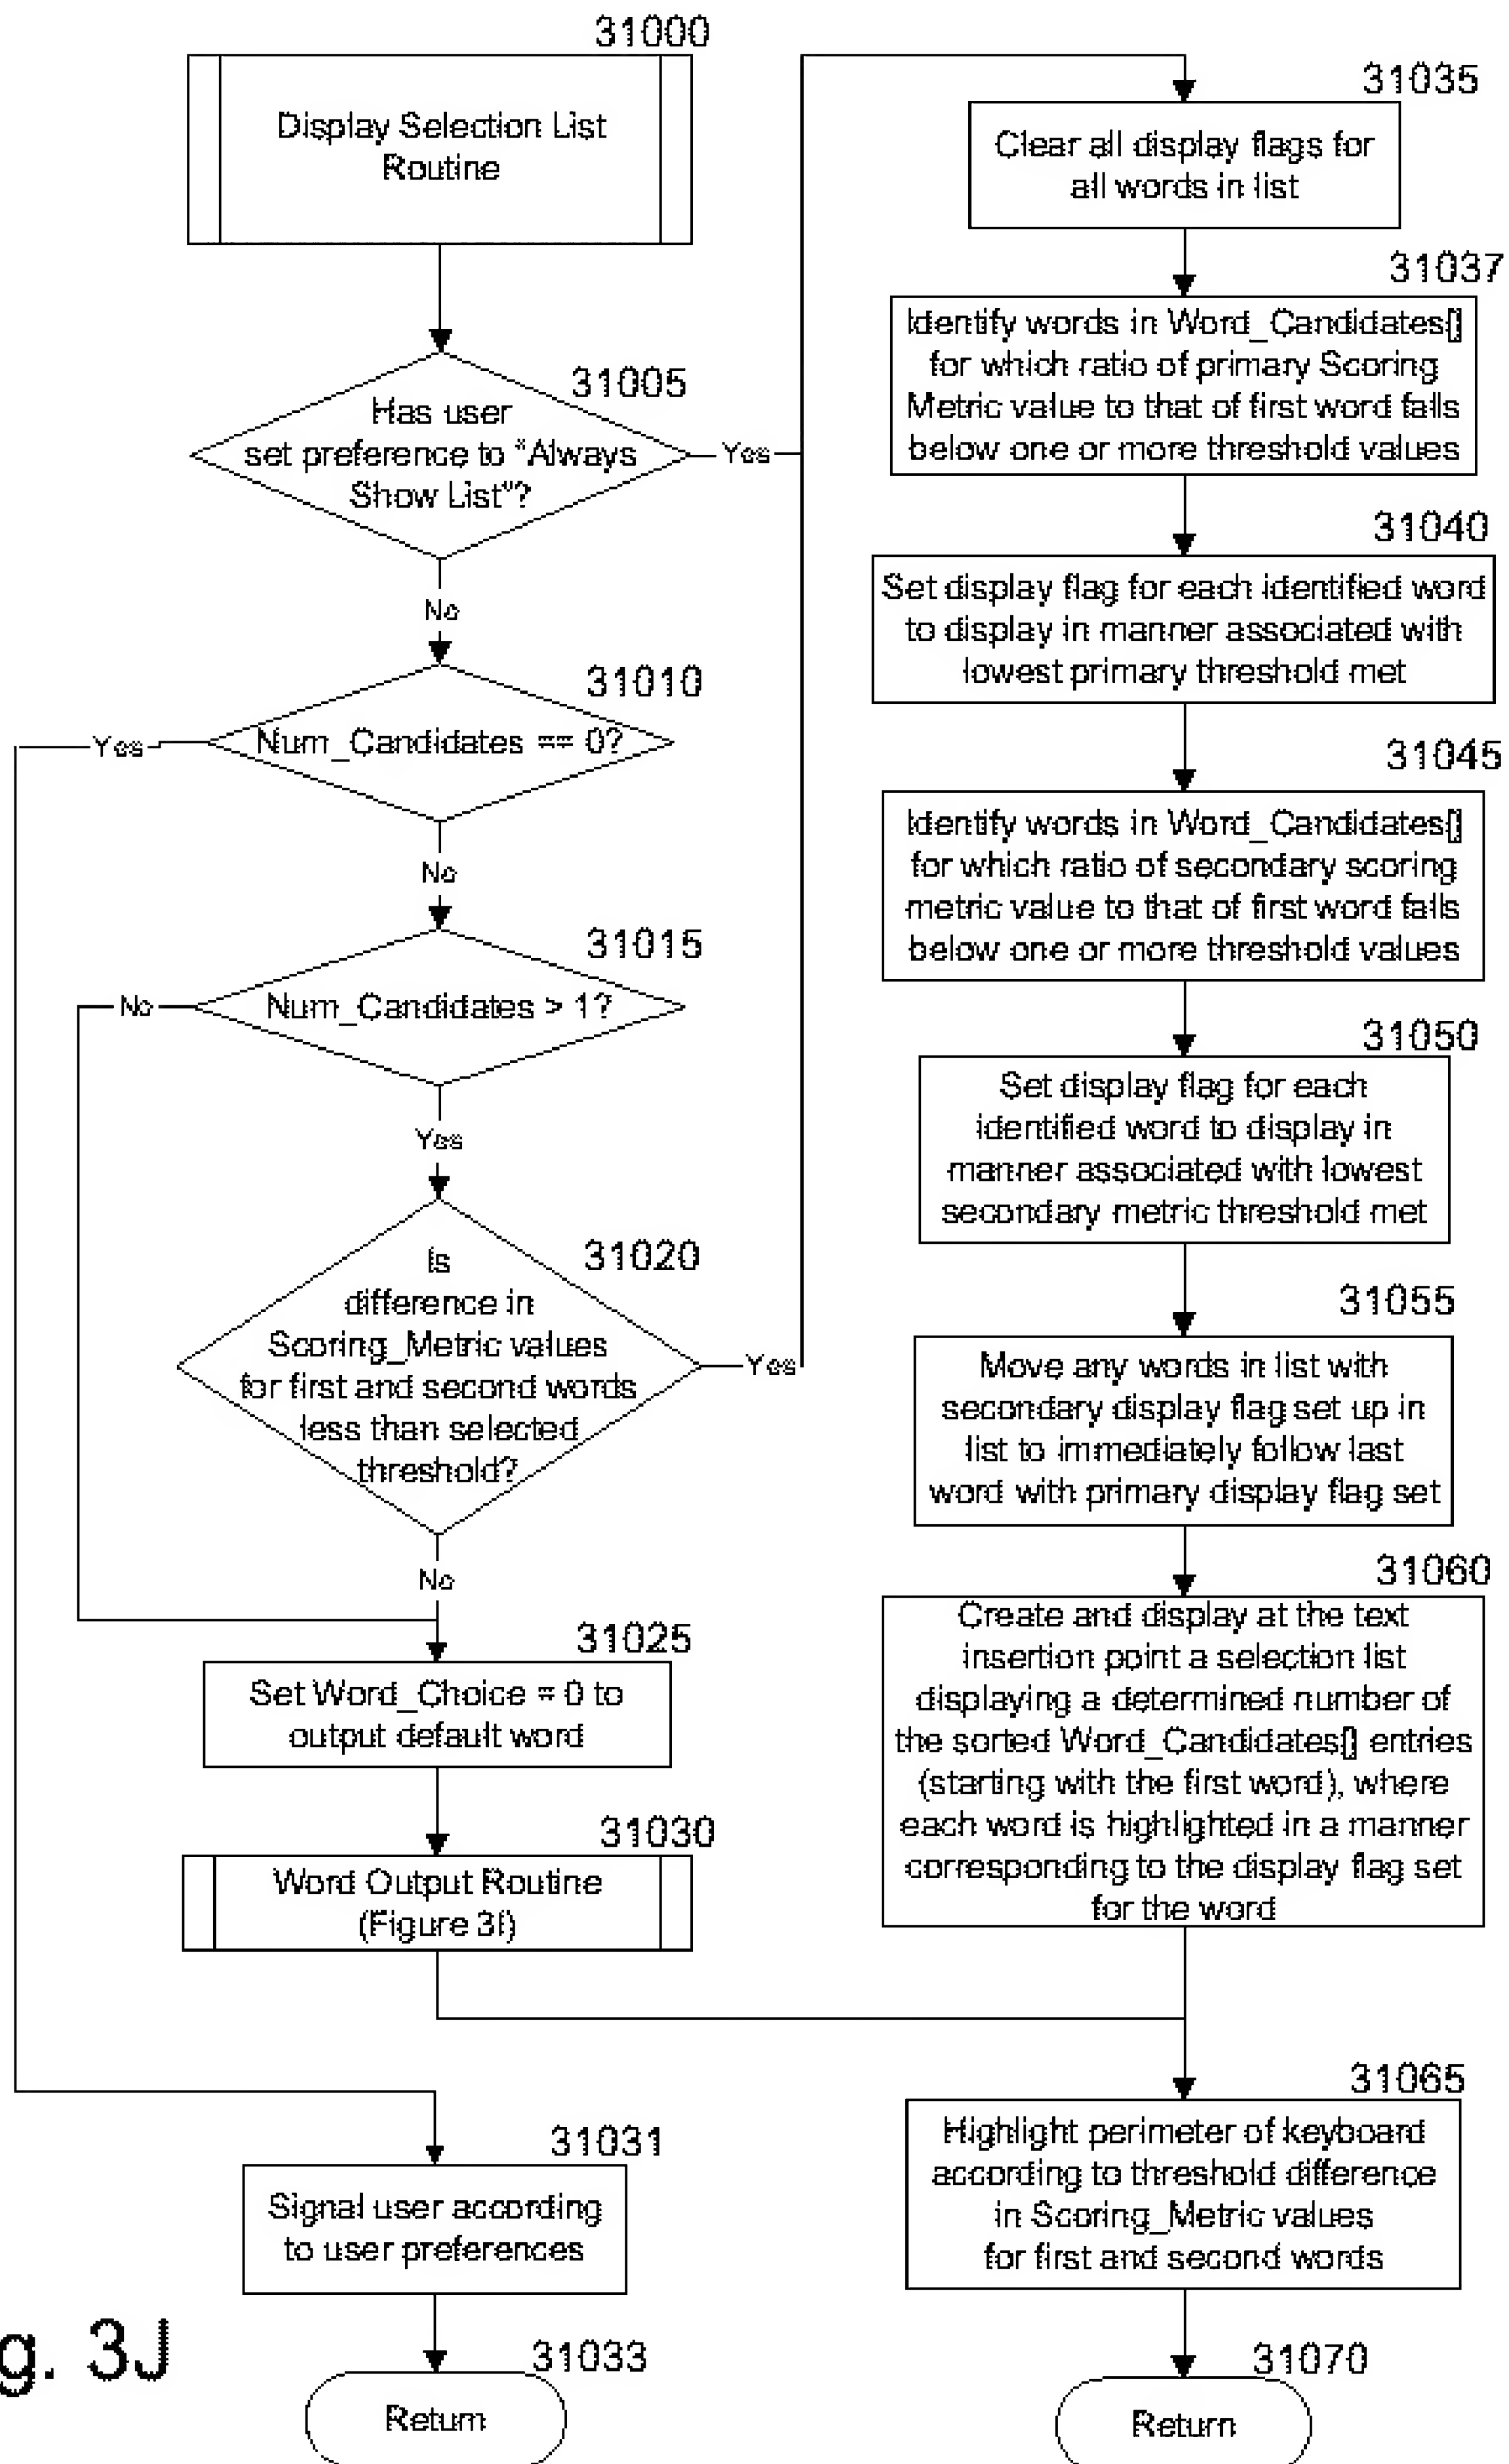 31000
Display Selection List
Routine
31005
Has user
set preference to "Always
Show List"?
Yes
No
31010
Num_Candidates == 0?
Yes
No
31015
Num_Candidates > 1?
No
Yes
31020
Is
difference in
Scoring_Metric values
for first and second words
less than selected
threshold?
Yes
No
31025
Set Word_Choice = 0 to
output default word
31030
Word Output Routine
(Figure 3I)
31031
Signal user according
to user preferences
31033
Return
31035
Clear all display flags for
all words in list
31037
Identify words in Word_Candidates[]
for which ratio of primary Scoring
Metric value to that of first word falls
below one or more threshold values
31040
Set display flag for each identified word
to display in manner associated with
lowest primary threshold met
31045
Identify words in Word_Candidates[]
for which ratio of secondary scoring
metric value to that of first word falls
below one or more threshold values
31050
Set display flag for each
identified word to display in
manner associated with lowest
secondary metric threshold met
31055
Move any words in list with
secondary display flag set up in
list to immediately follow last
word with primary display flag set
31060
Create and display at the text
insertion point a selection list
displaying a determined number of
the sorted Word_Candidates[] entries
(starting with the first word), where
each word is highlighted in a manner
corresponding to the display flag set
for the word
31065
Highlight perimeter of keyboard
according to threshold difference
in Scoring_Metric values
for first and second words
31070
Return
g. 3J